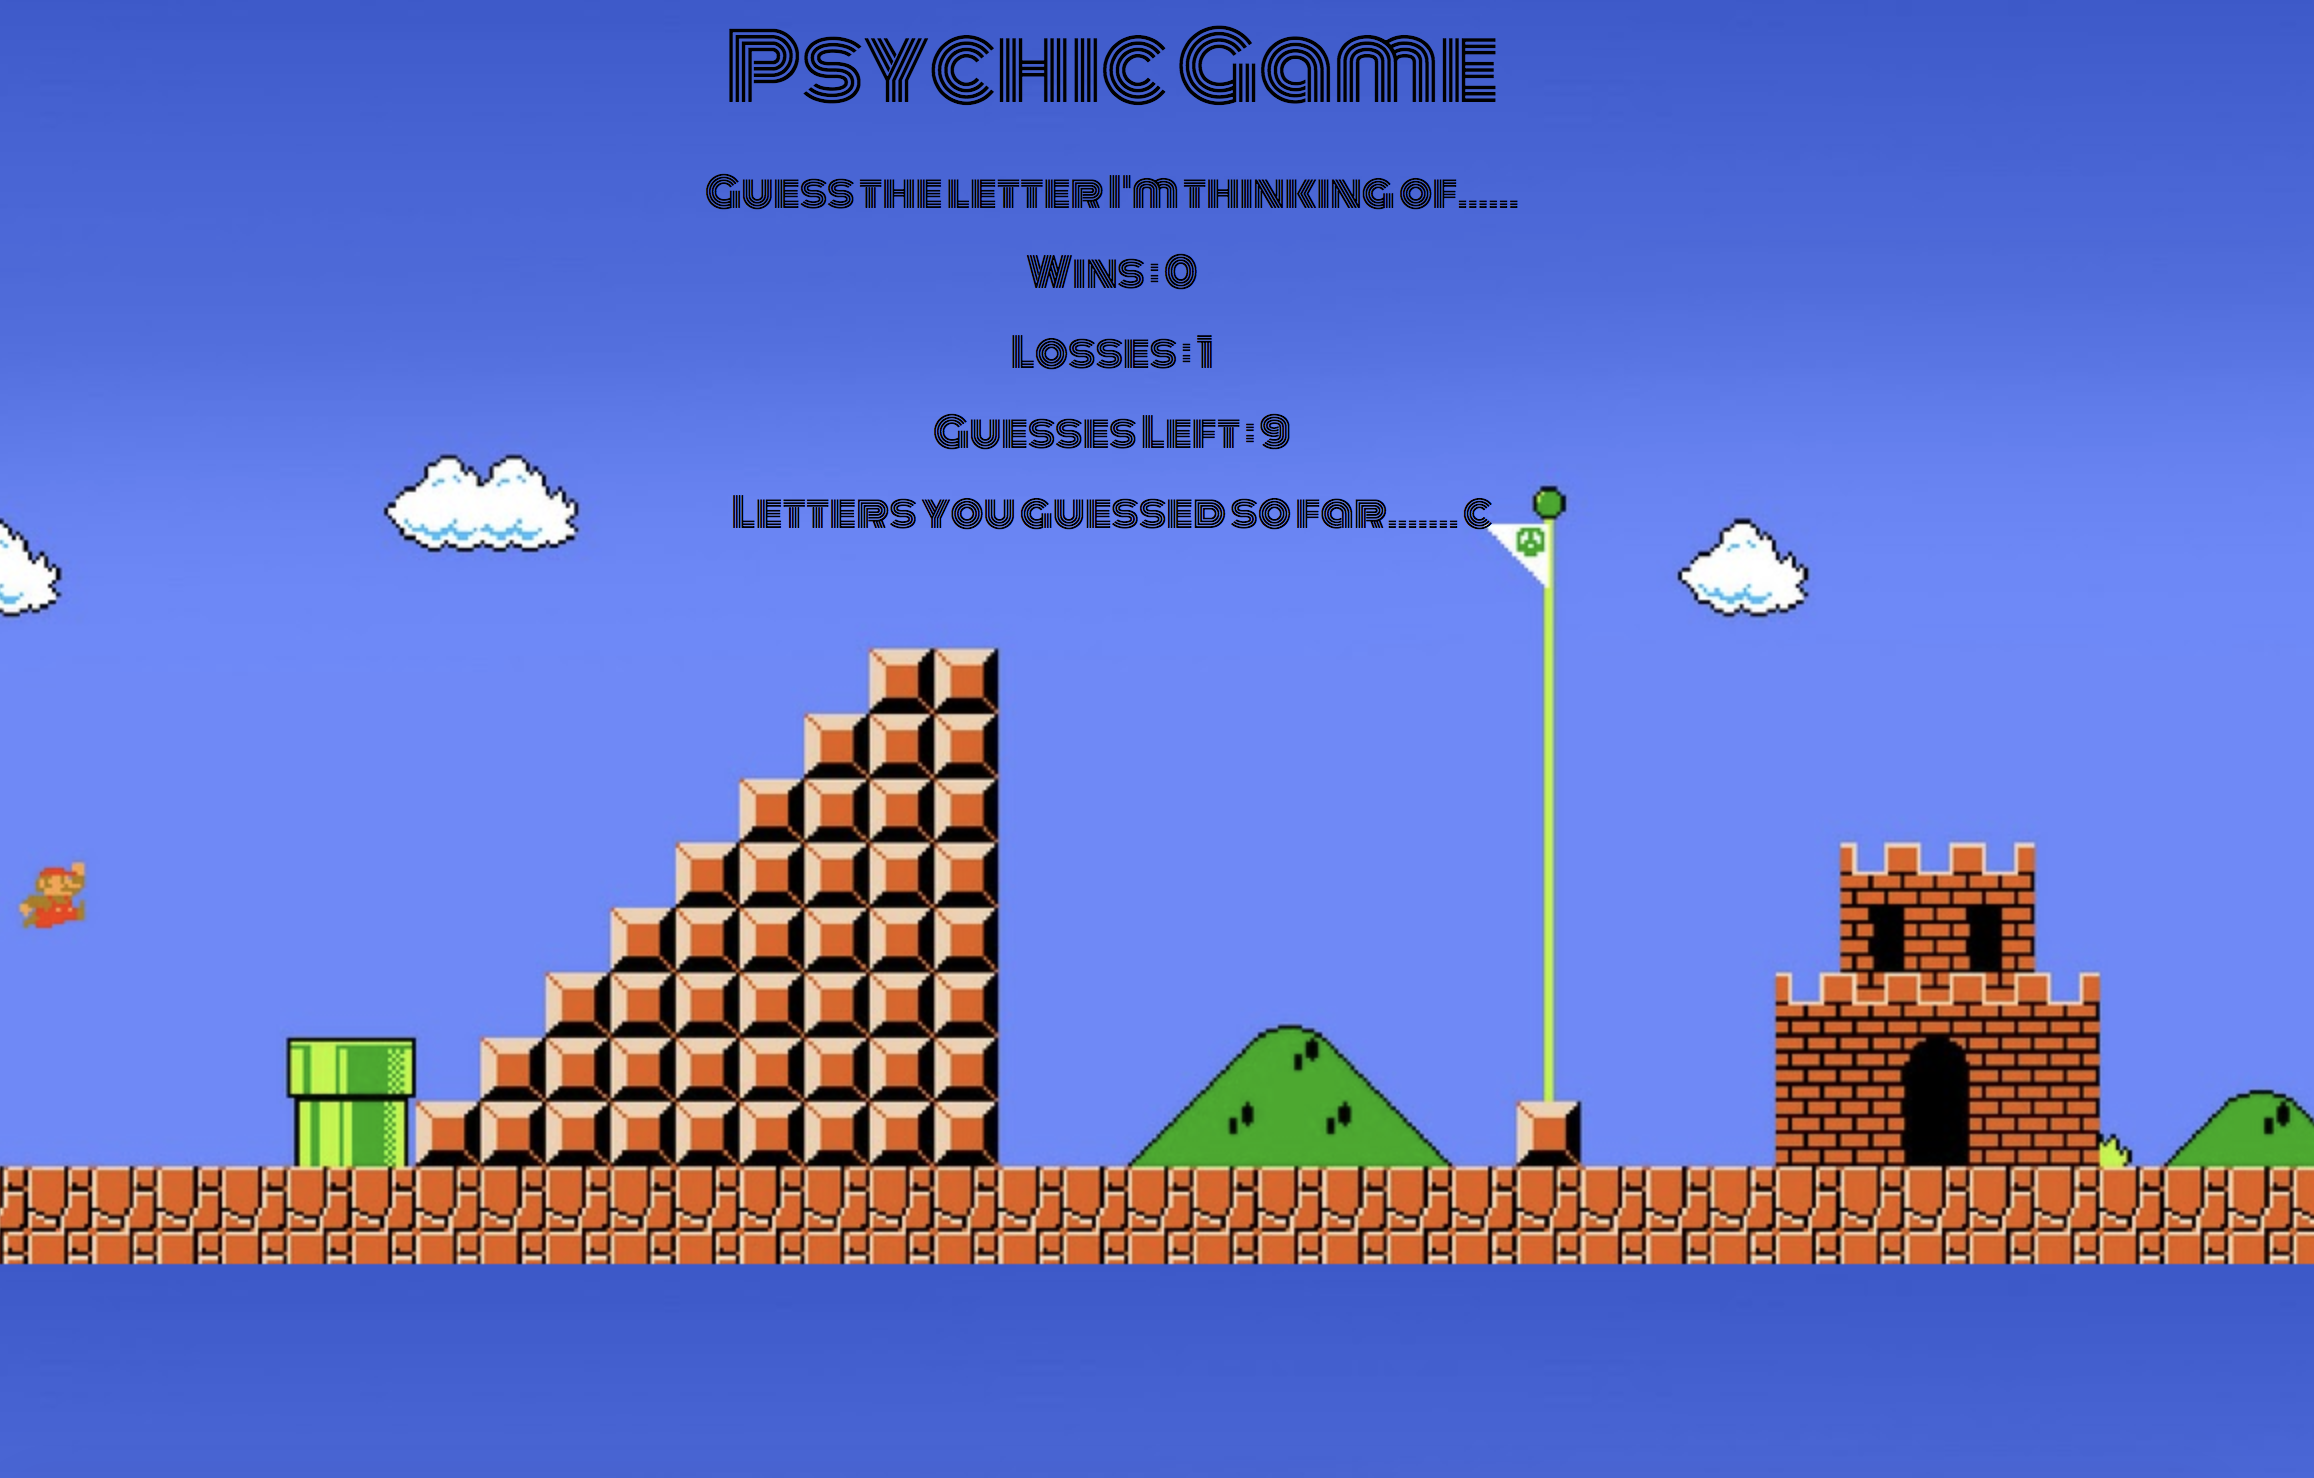 Psychic Game
Guess the letter I'm thinking of......
Wins : 0
Losses : 1
Guesses Left : 9
Letters you guessed so far....... c